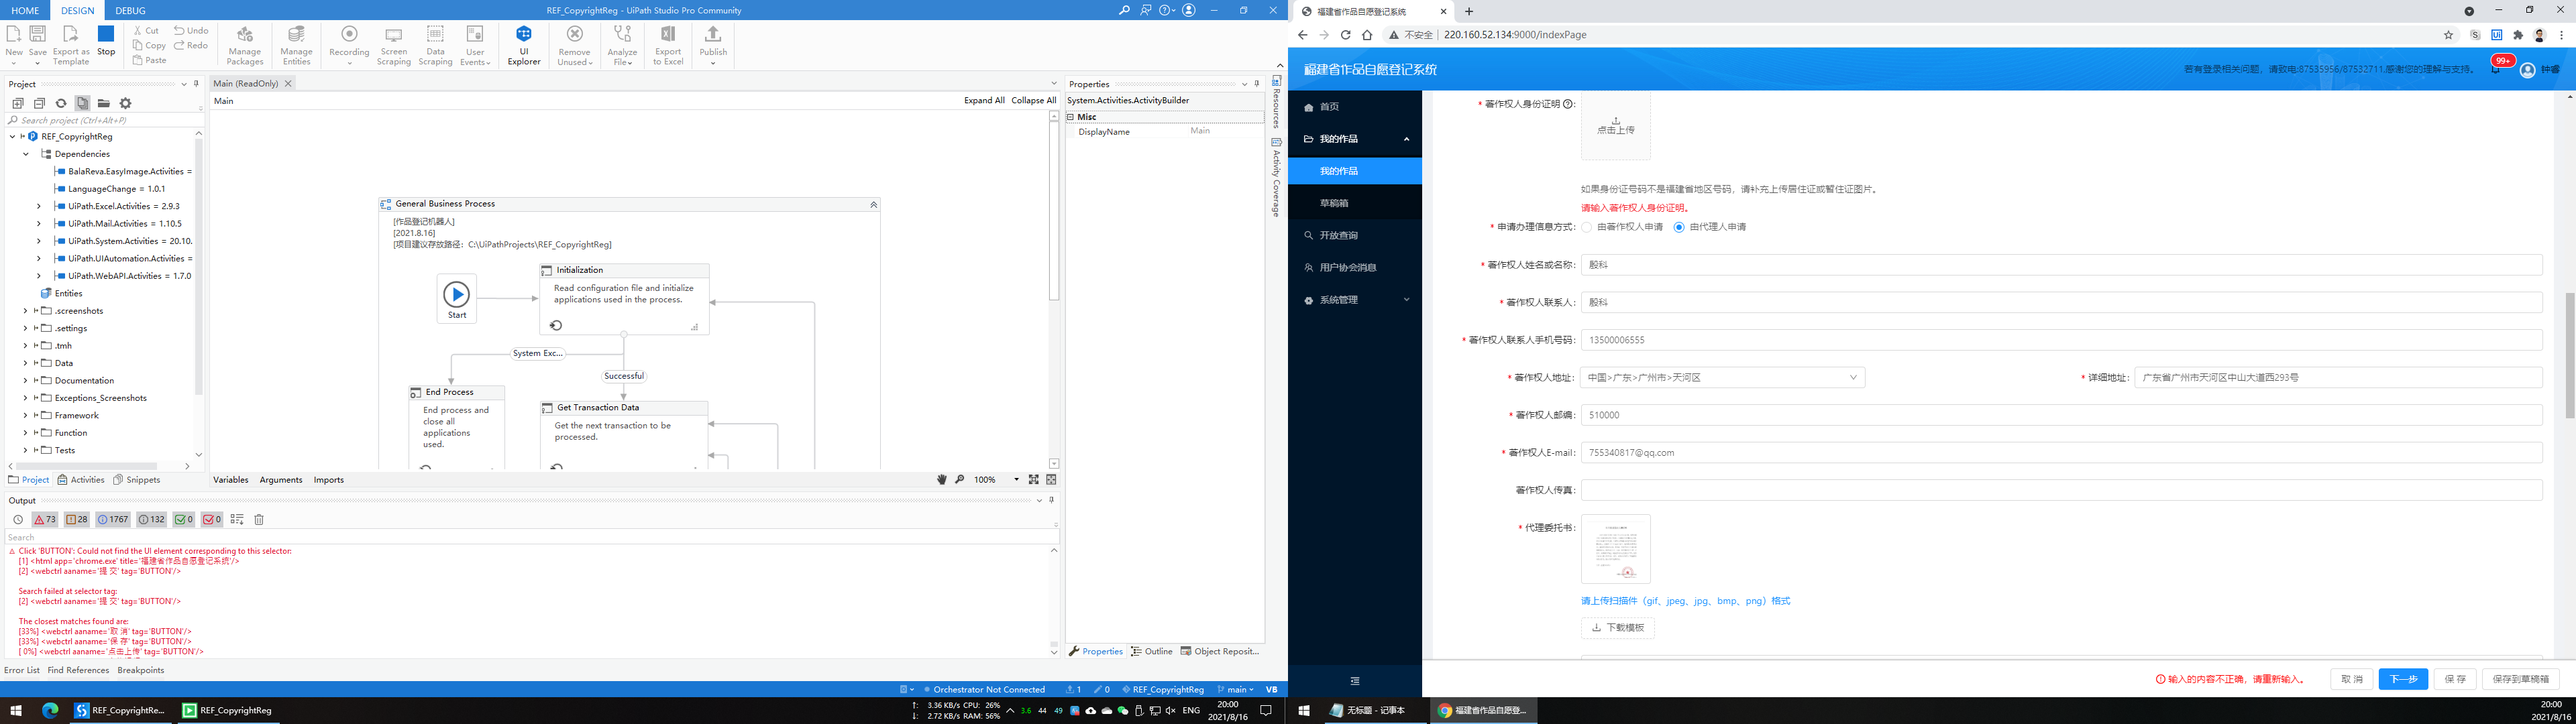 HOME DESIGN DEBUG REF_CopyrightReg - UiPath Studio Pro Community
New Save Export as Template Stop
Cut Copy Paste
Undo Redo
Manage Packages
Manage Entities
Recording
Screen Scraping
Data Scraping
User Events
UI Explorer
Remove Unused
Analyze File
Export to Excel
Publish
Project
Search project (Ctrl+Alt+P)
REF_CopyrightReg
Dependencies
BalaReva.EasyImage.Activities =
LanguageChange = 1.0.1
UiPath.Excel.Activities = 2.9.3
UiPath.Mail.Activities = 1.10.5
UiPath.System.Activities = 20.10.
UiPath.UIAutomation.Activities =
UiPath.WebAPI.Activities = 1.7.0
Entities
.screenshots
.settings
.tmh
Data
Documentation
Exceptions_Screenshots
Framework
Function
Tests
Project Activities Snippets
Main (ReadOnly)
Main Expand All Collapse All
General Business Process
[作品登记机器人]
[2021.8.16]
[项目建议存放路径：C:\UiPathProjects\REF_CopyrightReg]
Start
Initialization
Read configuration file and initialize
applications used in the process.
System Exc...
Successful
End Process
End process and
close all
applications
used.
Get Transaction Data
Get the next transaction to be
processed.
Variables Arguments Imports 100%
Properties
System.Activities.ActivityBuilder
Misc
DisplayName Main
Resources
Activity Coverage
Properties Outline Object Reposit...
Output
73 28 1767 132 0 0
Search
Click 'BUTTON': Could not find the UI element corresponding to this selector:
[1] <html app='chrome.exe' title='福建省作品自愿登记系统'/>
[2] <webctrl aaname='提 交' tag='BUTTON'/>
Search failed at selector tag:
[2] <webctrl aaname='提 交' tag='BUTTON'/>
The closest matches found are:
[33%] <webctrl aaname='取 消' tag='BUTTON'/>
[33%] <webctrl aaname='保 存' tag='BUTTON'/>
[ 0%] <webctrl aaname='点击上传' tag='BUTTON'/>
Error List Find References Breakpoints
Orchestrator Not Connected 1 0 REF_CopyrightReg main VB
REF_CopyrightRe... REF_CopyrightReg
↑: 3.36 KB/s CPU: 26%
↓: 2.72 KB/s RAM: 56%
3.6 44 49 ENG
20:00
2021/8/16
福建省作品自愿登记系统
不安全 220.160.52.134:9000/indexPage
福建省作品自愿登记系统
若有登录相关问题，请致电:87535956/87532711,感谢您的理解与支持。 99+ 钟睿
首页
我的作品
我的作品
草稿箱
开放查询
用户协会消息
系统管理
* 著作权人身份证明 :
点击上传
如果身份证号码不是福建省地区号码，请补充上传居住证或暂住证图片。
请输入著作权人身份证明。
* 申请办理信息方式: 由著作权人申请 由代理人申请
* 著作权人姓名或名称: 殷科
* 著作权人联系人: 殷科
* 著作权人联系人手机号码: 13500006555
* 著作权人地址: 中国>广东>广州市>天河区
* 详细地址: 广东省广州市天河区中山大道西293号
* 著作权人邮编: 510000
* 著作权人E-mail: 755340817@qq.com
著作权人传真:
* 代理委托书:
请上传扫描件（gif、jpeg、jpg、bmp、png）格式
下载模板
输入的内容不正确，请重新输入。 取 消 下一步 保 存 保存到草稿箱
无标题 - 记事本 福建省作品自愿登...
20:00
2021/8/16